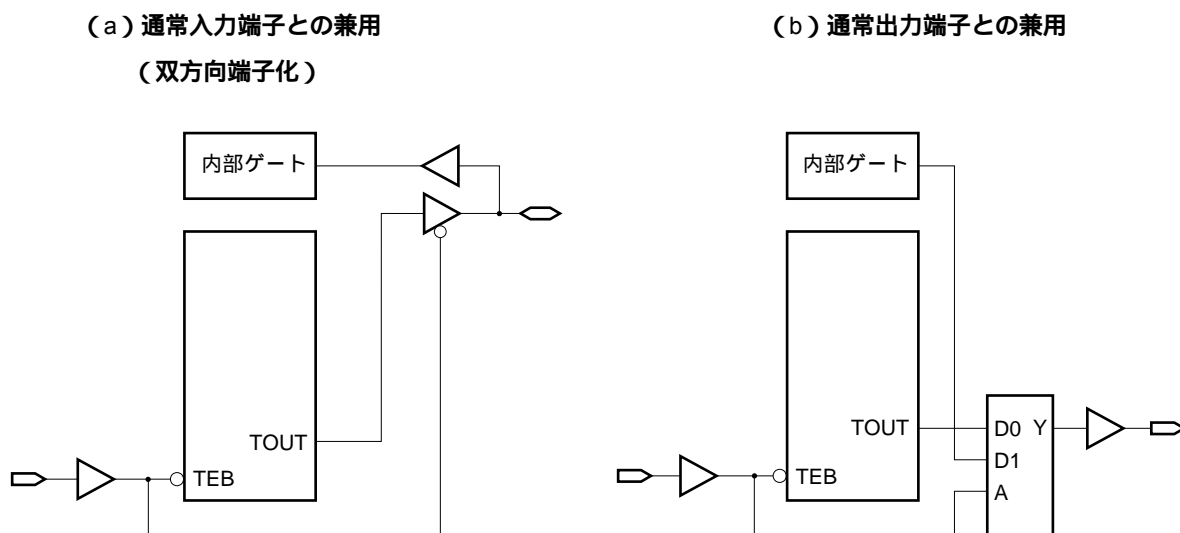 （a）通常入力端子との兼用
（双方向端子化）
内部ゲート
TOUT
TEB
（b）通常出力端子との兼用
内部ゲート
TOUT
TEB
D0 Y
D1
A